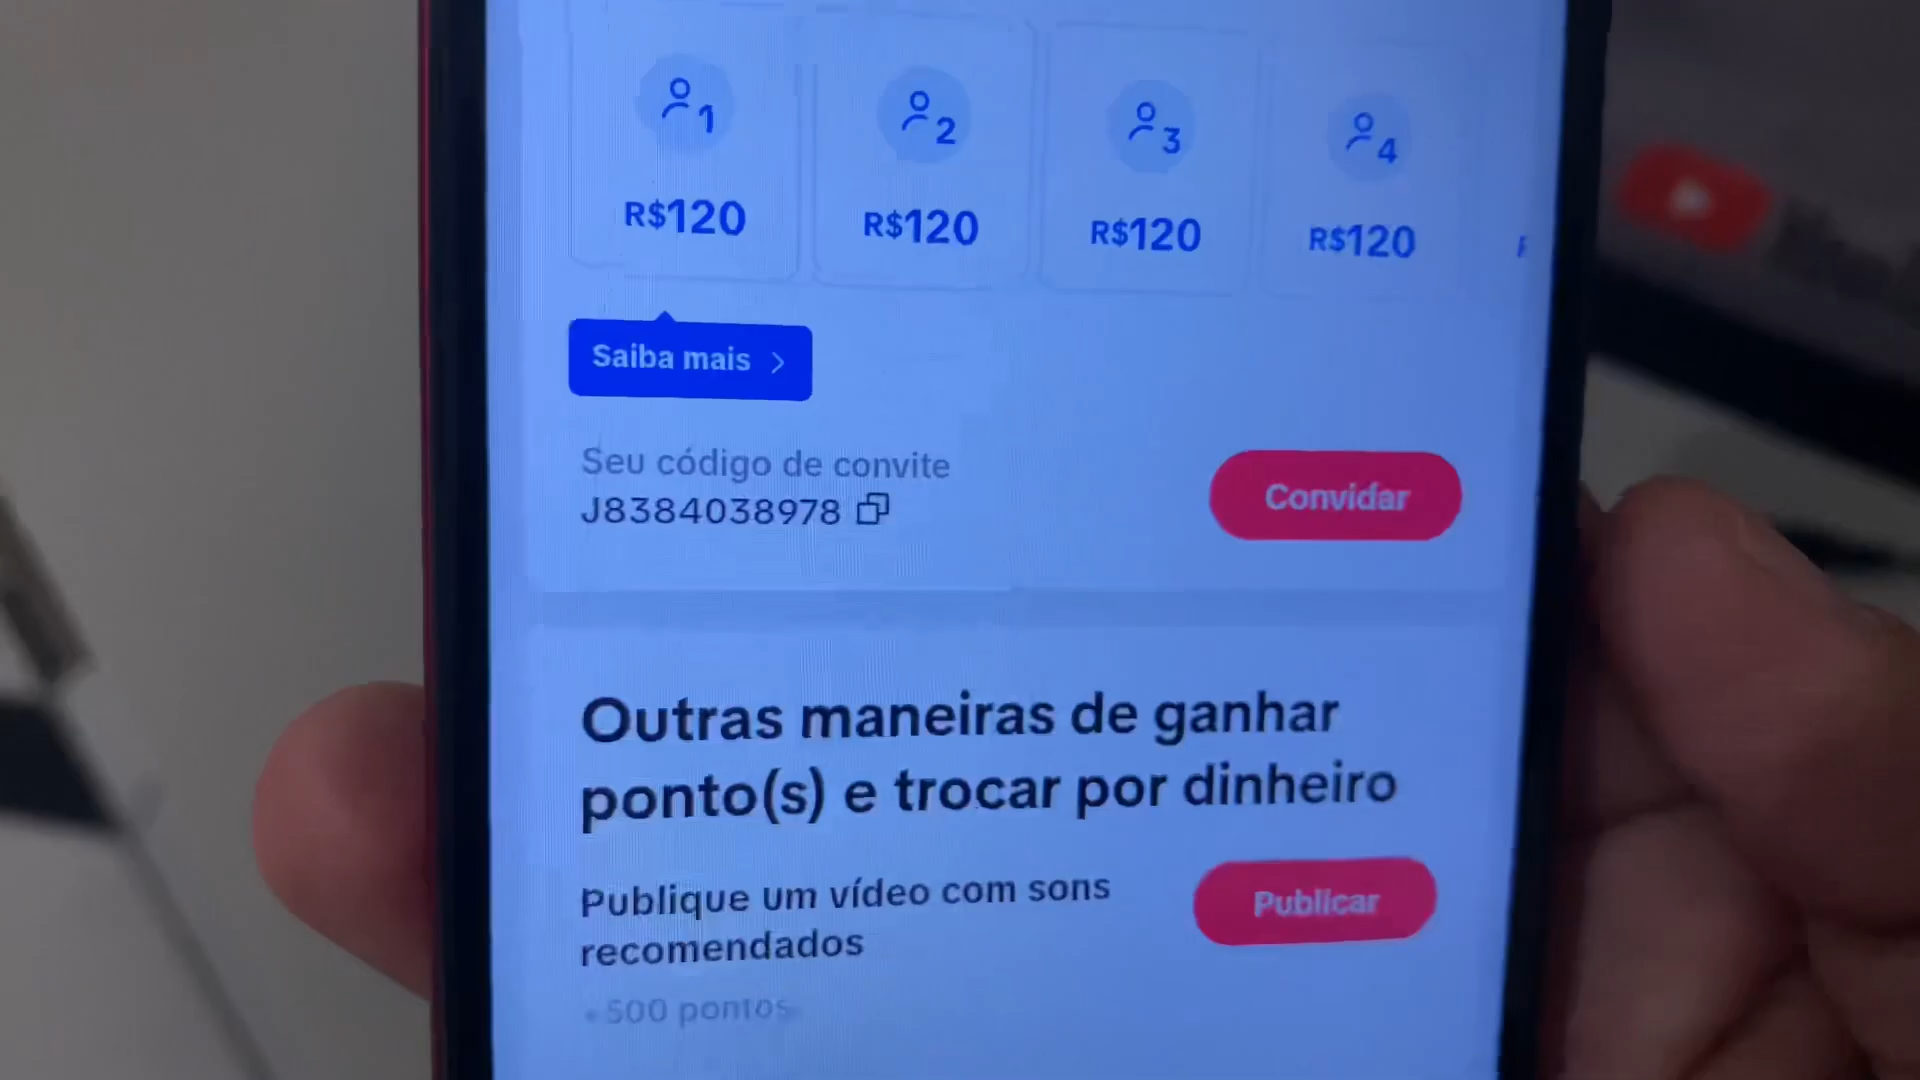 1 2 3 4
R$120 R$120 R$120 R$120
Saiba mais
Seu código de convite
J8384038978
Convidar
Outras maneiras de ganhar
ponto(s) e trocar por dinheiro
Publique um vídeo com sons
recomendados
Publicar
+500 pontos